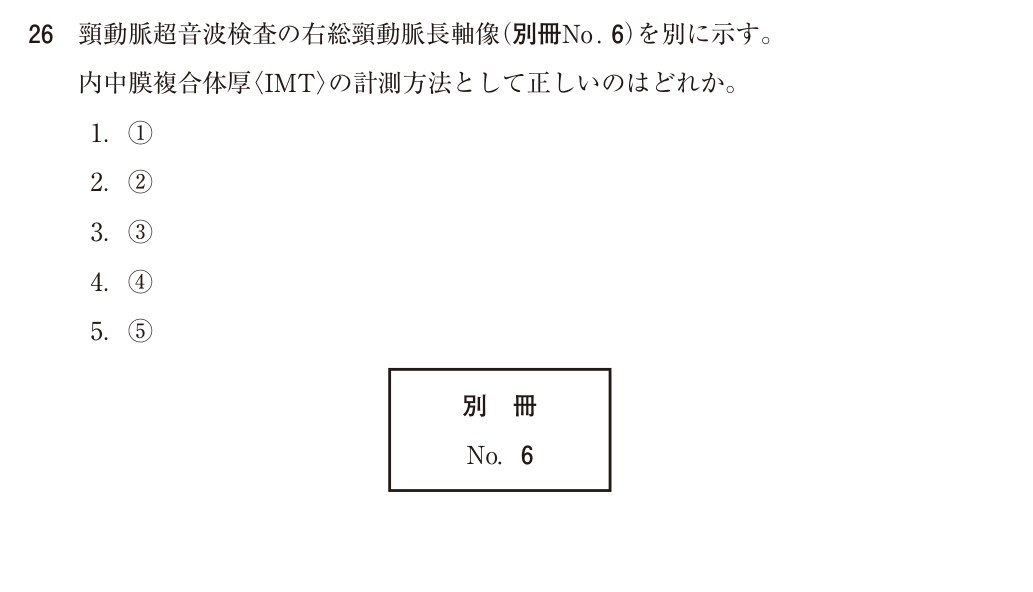 26 頸動脈超音波検査の右総頸動脈長軸像(別冊No. 6)を別に示す。
内中膜複合体厚〈IMT〉の計測方法として正しいのはどれか。
1. ①
2. ②
3. ③
4. ④
5. ⑤
別 冊
No. 6